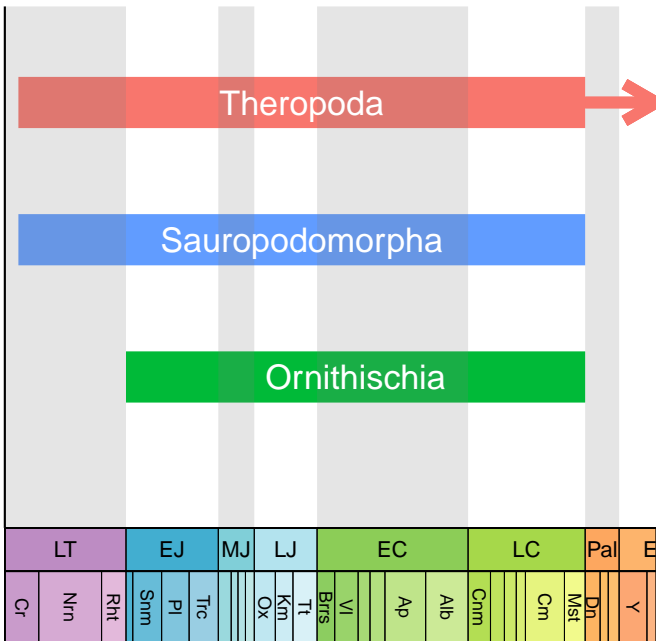 Theropoda
Sauropodomorpha
Ornithischia
LT EJ MJ LJ EC LC Pal E
Cr Nrn Rht Snm Pl Trc Ox Km Tt Brrs Vl Ap Alb Cnm Cm Mst Dn Y